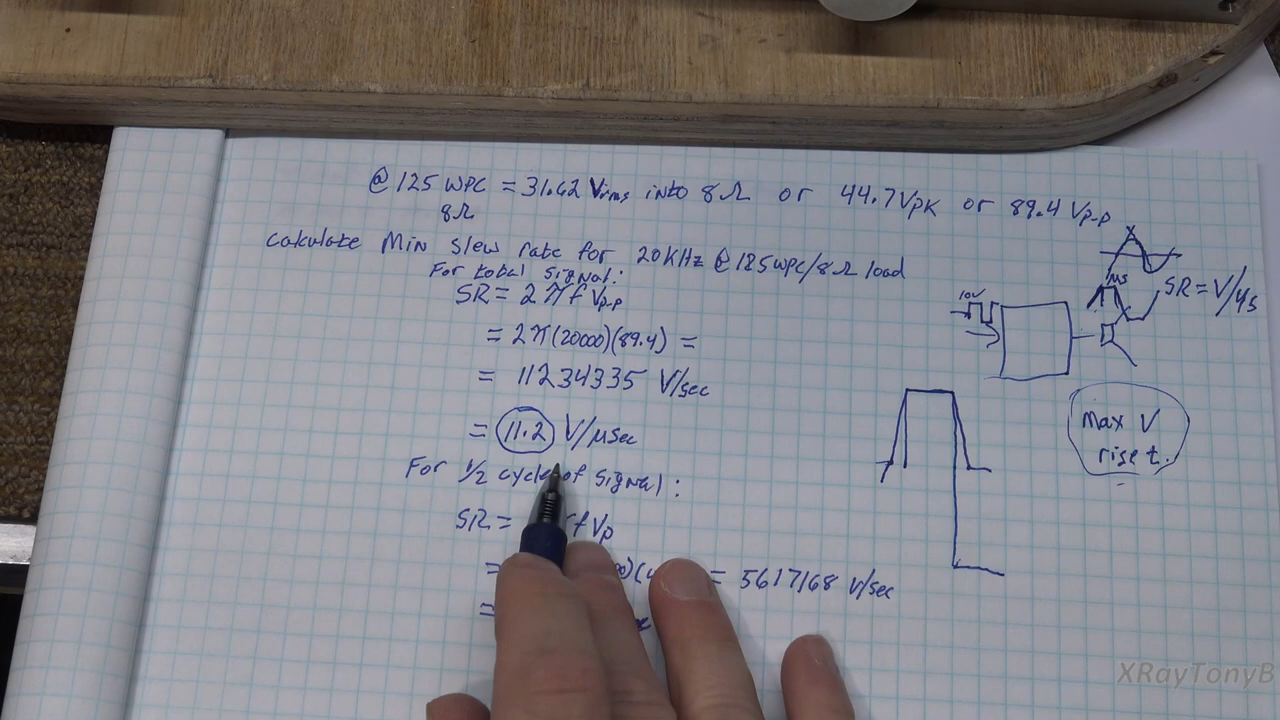 @ 125 WPC = 31.62 Vrms into 8Ω or 44.7VpK or 89.4 Vp-p
8Ω
Calculate Min Slew rate for 20KHz @ 125WPC/8Ω load
For total signal:
SR = 2πf Vp-p
= 2π(20000)(89.4) =
= 11234335 V/sec
= 11.2 V/μsec
For 1/2 cycle of signal:
SR = f Vp
= = 5617168 V/sec
=
10V
μs
SR = V/μs
Max V
rise t.
XRayTonyB